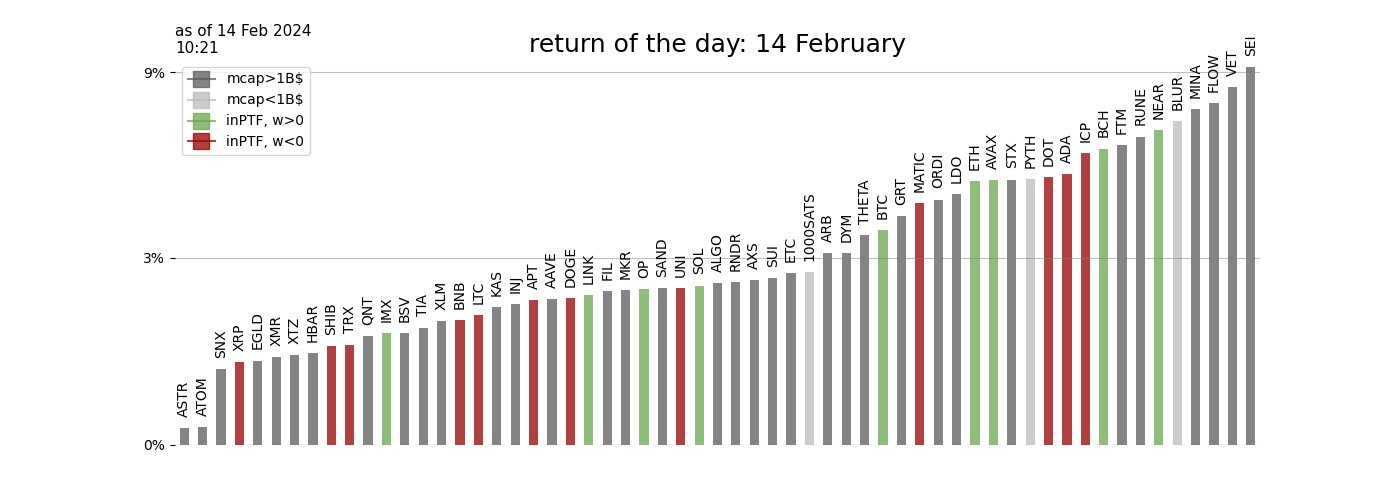 as of 14 Feb 2024
10:21
return of the day: 14 February
mcap>1B$
mcap<1B$
inPTF, w>0
inPTF, w<0
9%
3%
0%
ASTR
ATOM
SNX
XRP
EGLD
XMR
XTZ
HBAR
SHIB
TRX
QNT
IMX
BSV
TIA
XLM
BNB
LTC
KAS
INJ
APT
AAVE
DOGE
LINK
FIL
MKR
OP
SAND
UNI
SOL
ALGO
RNDR
AXS
SUI
ETC
1000SATS
ARB
DYM
THETA
BTC
GRT
MATIC
ORDI
LDO
ETH
AVAX
STX
PYTH
DOT
ADA
ICP
BCH
FTM
RUNE
NEAR
BLUR
MINA
FLOW
VET
SEI